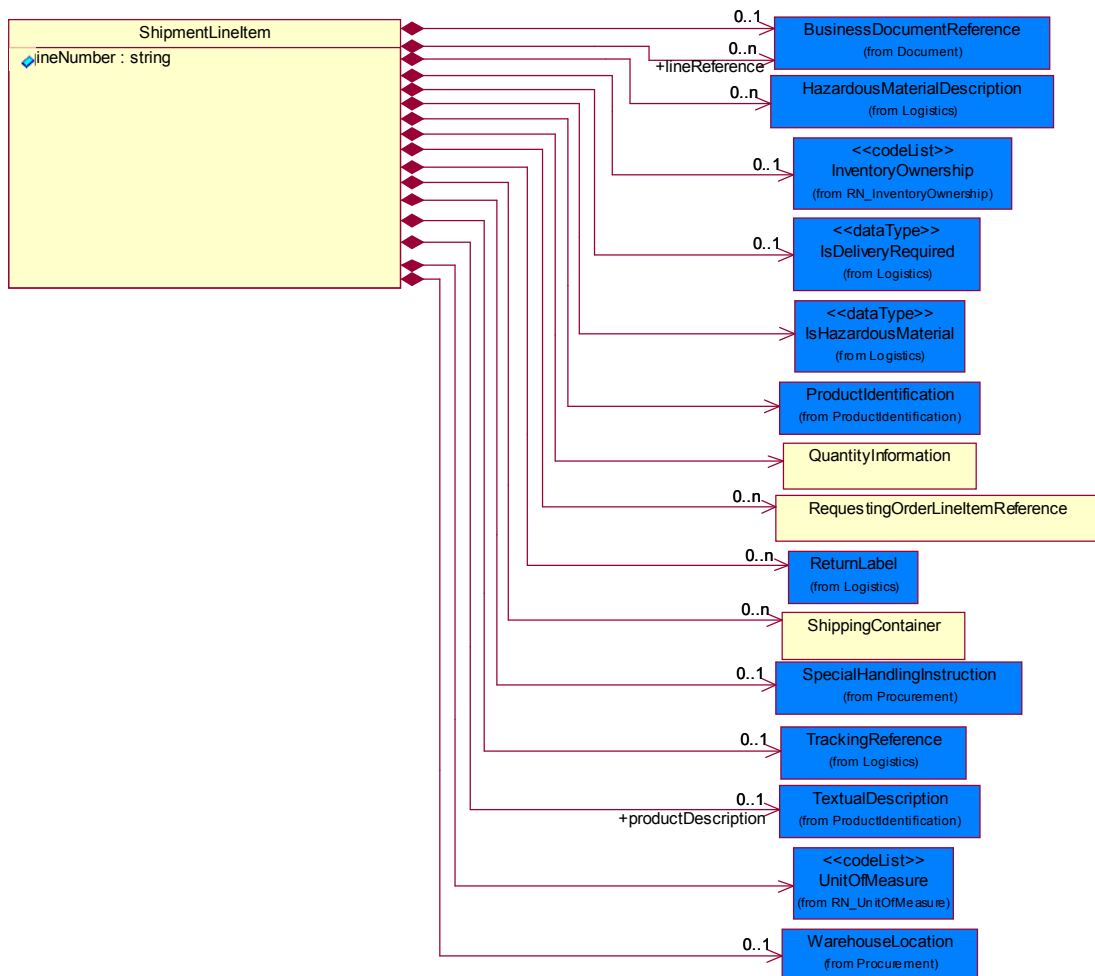 ShipmentLineItem
ineNumber : string
0..1
BusinessDocumentReference
(from Document)
0..n
+lineReference
0..n
HazardousMaterialDescription
(from Logistics)
<<codeList>>
0..1
InventoryOwnership
(from RN_InventoryOwnership)
<<dataType>>
0..1
IsDeliveryRequired
(from Logistics)
<<dataType>>
IsHazardousMaterial
(from Logistics)
ProductIdentification
(from ProductIdentification)
QuantityInformation
0..n
RequestingOrderLineItemReference
0..n
ReturnLabel
(from Logistics)
0..n
ShippingContainer
0..1
SpecialHandlingInstruction
(from Procurement)
0..1
TrackingReference
(from Logistics)
0..1
TextualDescription
+productDescription
(from ProductIdentification)
<<codeList>>
UnitOfMeasure
(from RN_UnitOfMeasure)
0..1
WarehouseLocation
(from Procurement)